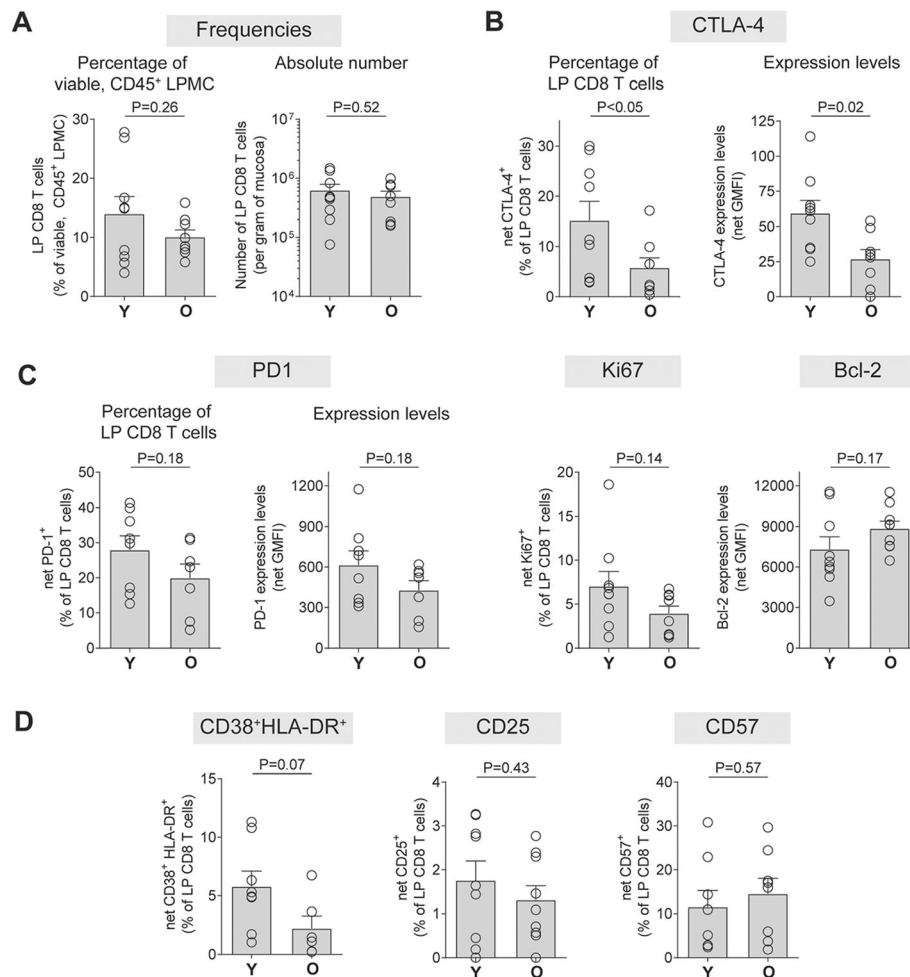 A
Frequencies
Percentage of
viable, CD45⁺ LPMC
P=0.26
LP CD8 T cells
(% of viable, CD45⁺ LPMC)
30
20
10
0
Y
O
Absolute number
P=0.52
Number of LP CD8 T cells
(per gram of mucosa)
10⁷
10⁶
10⁵
10⁴
Y
O
B
CTLA-4
Percentage of
LP CD8 T cells
P<0.05
net CTLA-4⁺
(% of LP CD8 T cells)
40
30
20
10
0
Y
O
Expression levels
P=0.02
CTLA-4 expression levels
(net GMFI)
125
100
75
50
25
0
Y
O
C
PD1
Percentage of
LP CD8 T cells
P=0.18
net PD-1⁺
(% of LP CD8 T cells)
50
40
30
20
10
0
Y
O
Expression levels
P=0.18
PD-1 expression levels
(net GMFI)
1200
900
600
300
0
Y
O
Ki67
P=0.14
net Ki67⁺
(% of LP CD8 T cells)
20
15
10
5
0
Y
O
Bcl-2
P=0.17
Bcl-2 expression levels
(net GMFI)
12000
9000
6000
3000
0
Y
O
D
CD38⁺HLA-DR⁺
P=0.07
net CD38⁺ HLA-DR⁺
(% of LP CD8 T cells)
15
10
5
0
Y
O
CD25
P=0.43
net CD25⁺
(% of LP CD8 T cells)
4
3
2
1
0
Y
O
CD57
P=0.57
net CD57⁺
(% of LP CD8 T cells)
40
30
20
10
0
Y
O